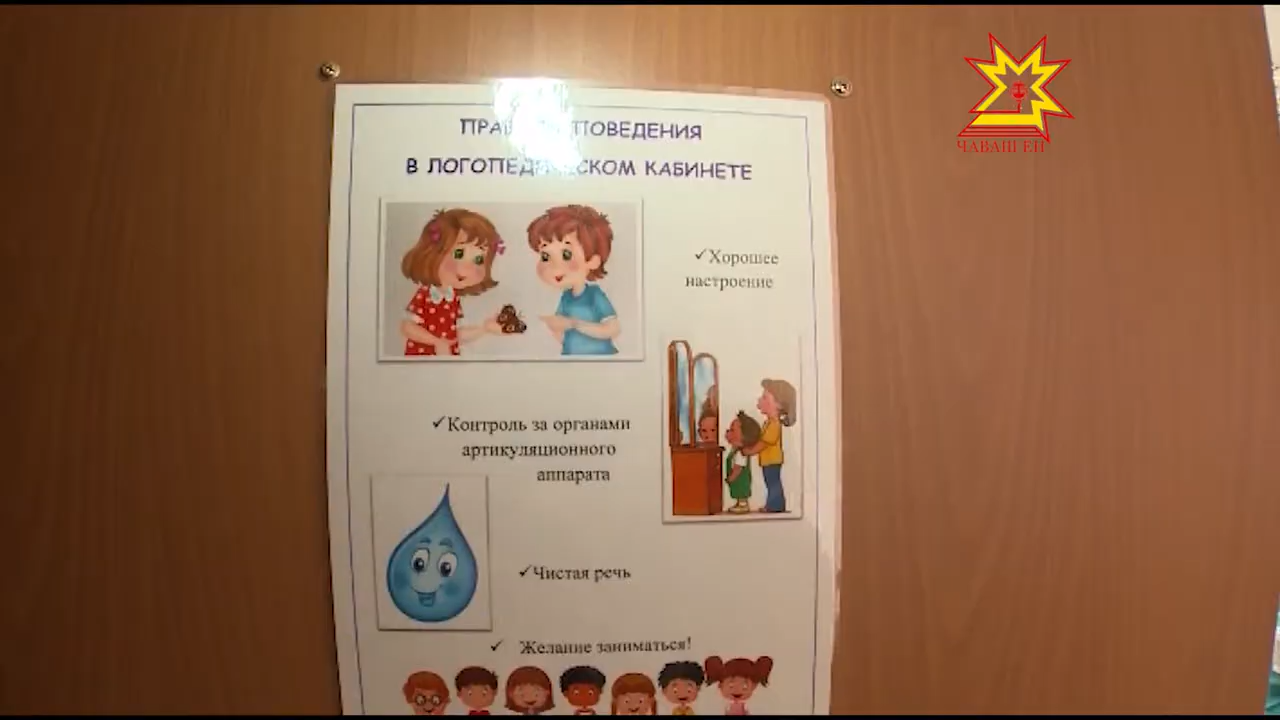 ПОВЕДЕНИЯ
В КАБИНЕТЕ
✓Хорошее
настроение
✓Контроль за органами
артикуляционного
аппарата
✓Чистая речь
✓ Желание заниматься!
ЧАВАШ ЕН